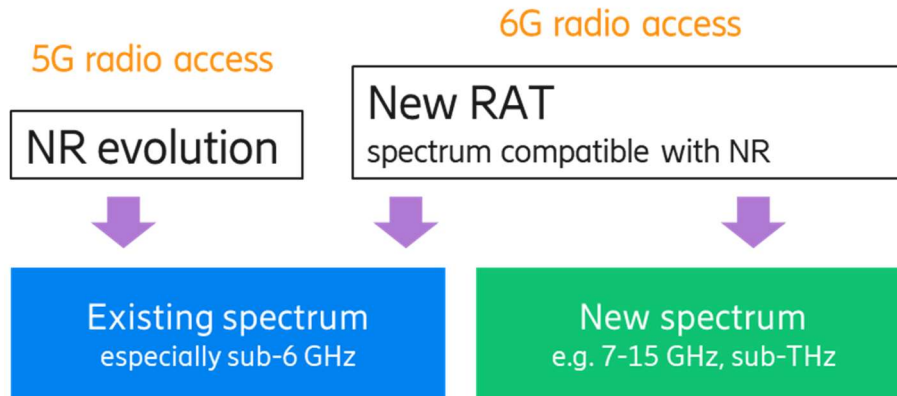 5G radio access
6G radio access
NR evolution
New RAT
spectrum compatible with NR
Existing spectrum
especially sub-6 GHz
New spectrum
e.g. 7-15 GHz, sub-THz